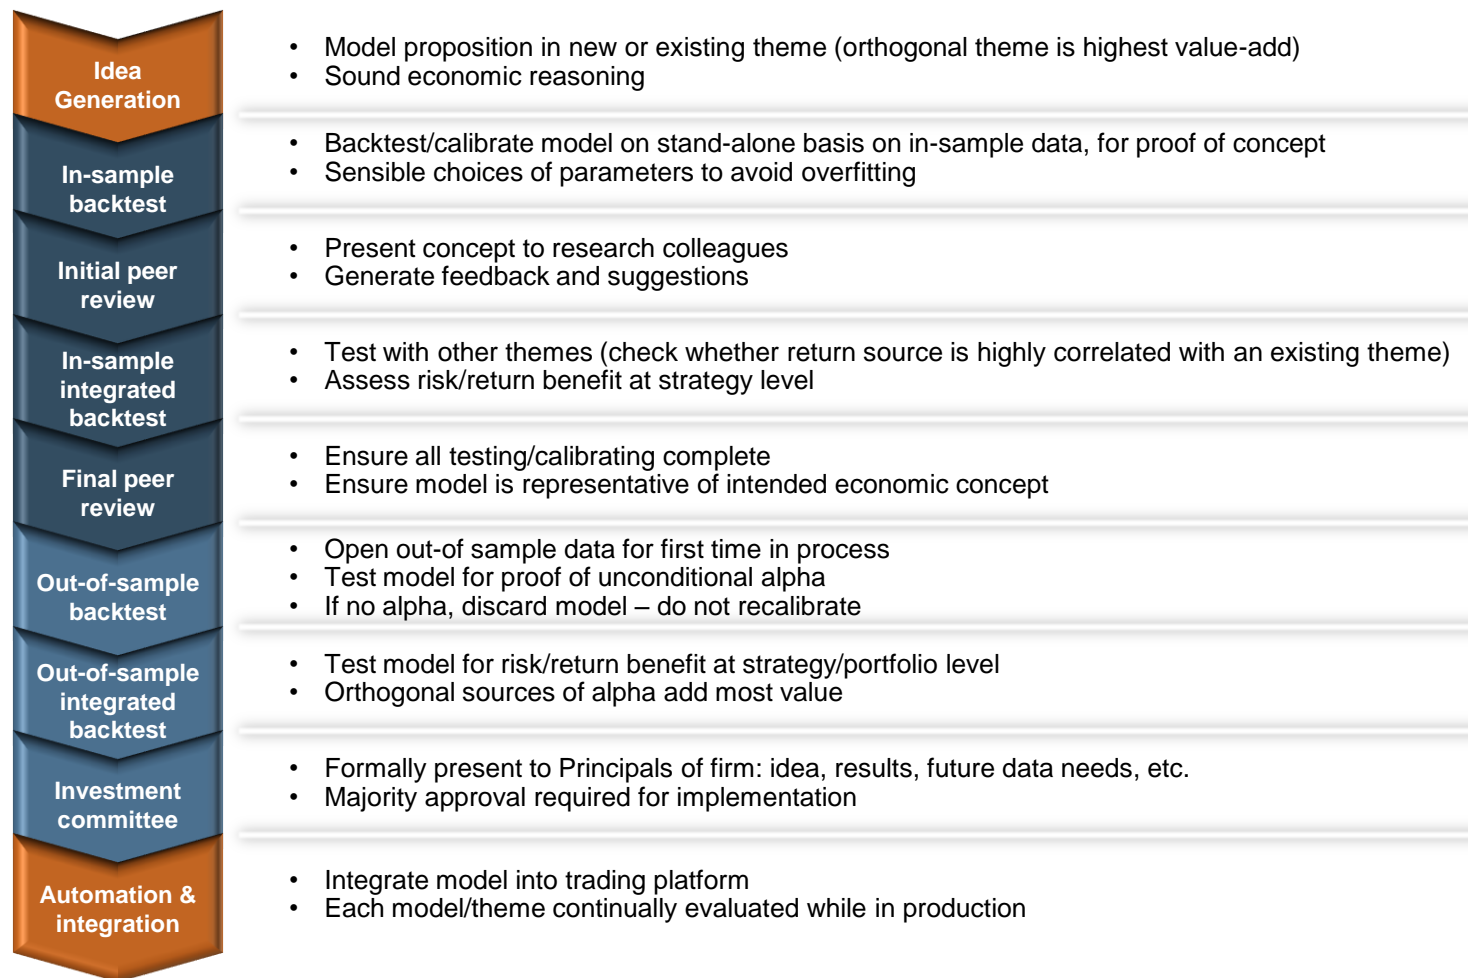 Idea
Generation
• Model proposition in new or existing theme (orthogonal theme is highest value-add)
• Sound economic reasoning
In-sample
backtest
• Backtest/calibrate model on stand-alone basis on in-sample data, for proof of concept
• Sensible choices of parameters to avoid overfitting
Initial peer
review
• Present concept to research colleagues
• Generate feedback and suggestions
In-sample
integrated
backtest
• Test with other themes (check whether return source is highly correlated with an existing theme)
• Assess risk/return benefit at strategy level
Final peer
review
• Ensure all testing/calibrating complete
• Ensure model is representative of intended economic concept
Out-of-sample
backtest
• Open out-of sample data for first time in process
• Test model for proof of unconditional alpha
• If no alpha, discard model – do not recalibrate
Out-of-sample
integrated
backtest
• Test model for risk/return benefit at strategy/portfolio level
• Orthogonal sources of alpha add most value
Investment
committee
• Formally present to Principals of firm: idea, results, future data needs, etc.
• Majority approval required for implementation
Automation &
integration
• Integrate model into trading platform
• Each model/theme continually evaluated while in production